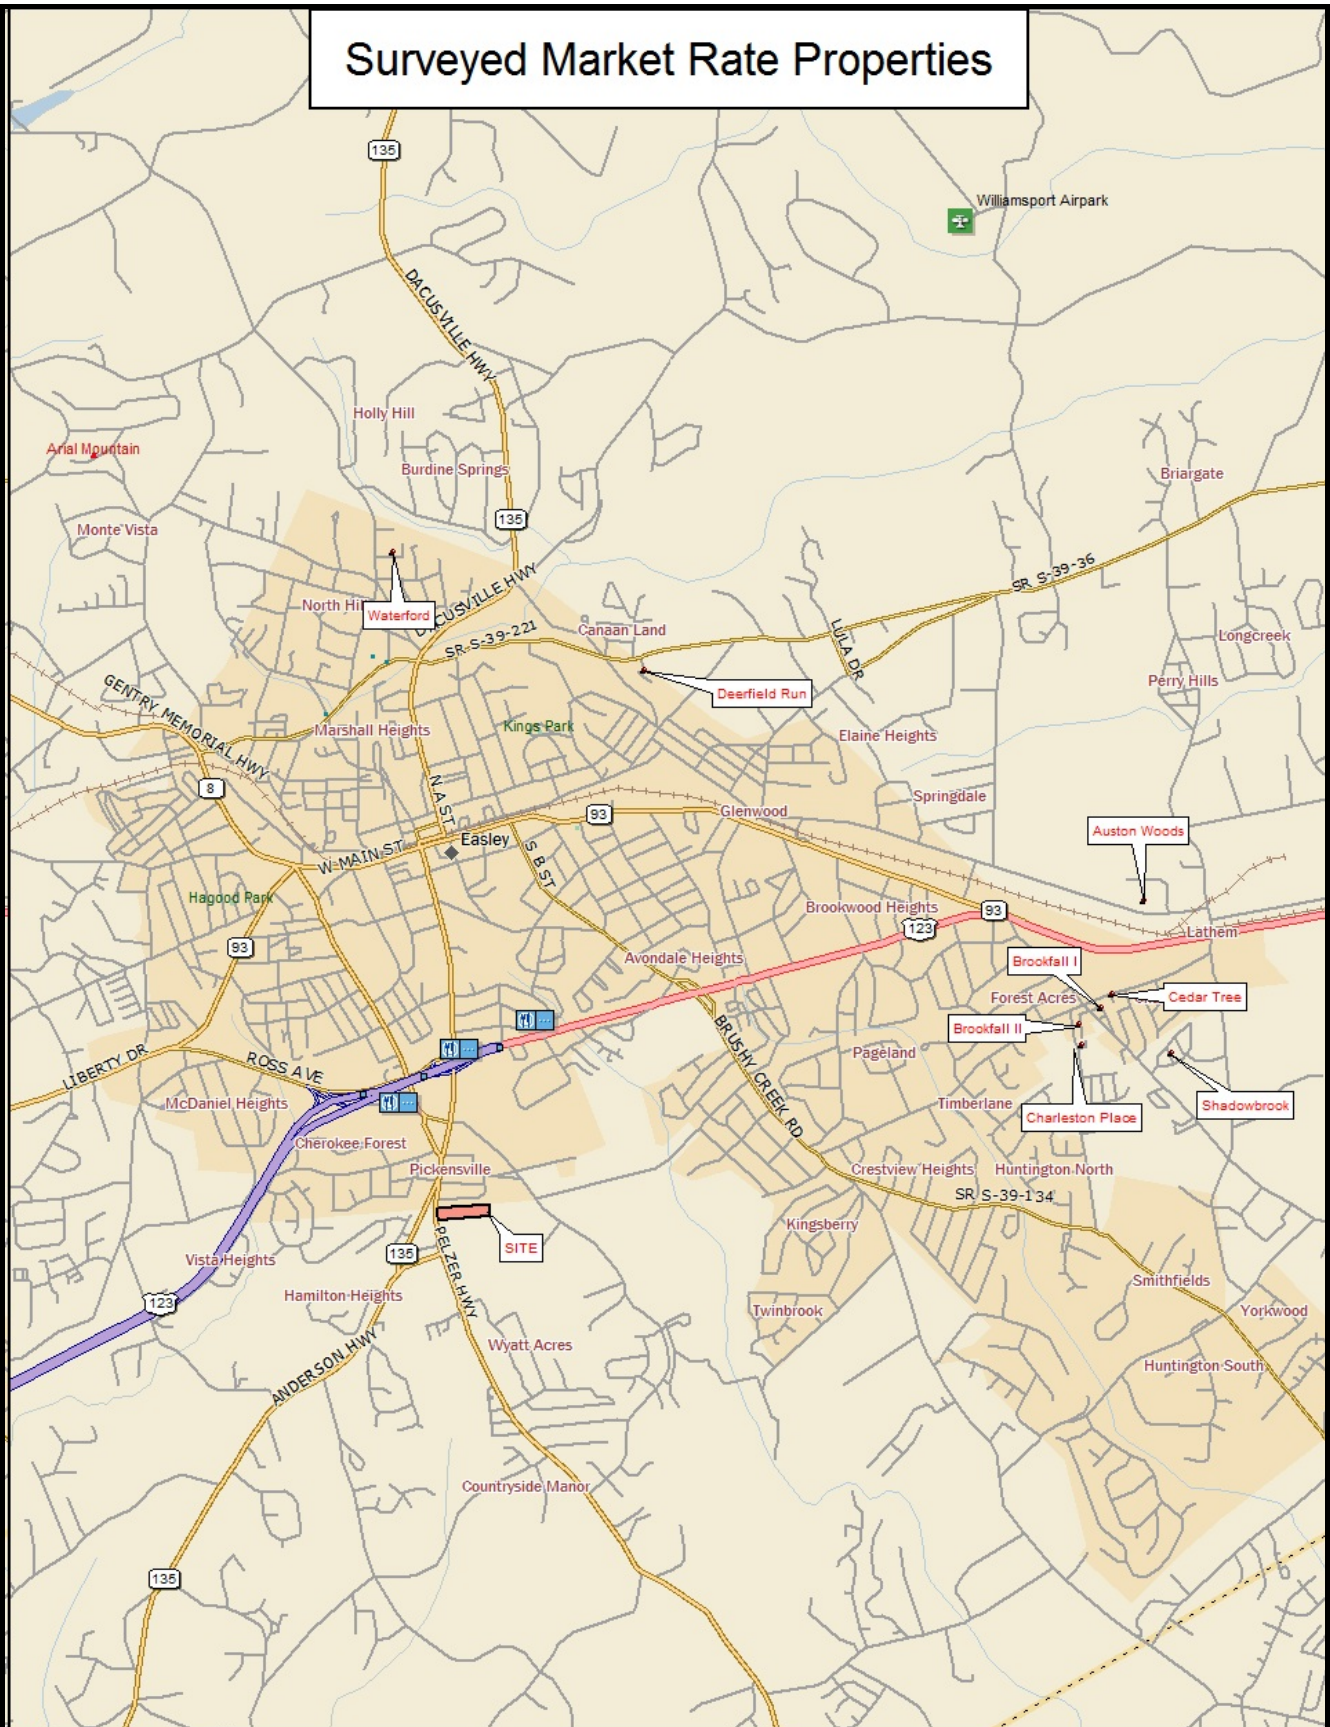 Surveyed Market Rate Properties
135
Williamsport Airpark
DACUSVILLE HWY
Holly Hill
Arial Mountain
Burdine Springs
Briargate
135
Monte Vista
SR S-39-36
DACUSVILLE HWY
North Hi
Waterford
SR S-39-221
Canaan Land
LULA DR
Longcreek
Perry Hills
Deerfield Run
GENTRY MEMORIAL HWY
Marshall Heights
Kings Park
Elaine Heights
8
N A ST
93
Glenwood
Springdale
Auston Woods
Easley
W MAIN ST
S B ST
Hagood Park
Brookwood Heights
93
123
Lathem
93
Avondale Heights
Brookfall I
Forest Acres
Cedar Tree
Brookfall II
BRUSHY CREEK RD
Pageland
LIBERTY DR
ROSS AVE
McDaniel Heights
Timberlane
Charleston Place
Shadowbrook
Cherokee Forest
Pickensville
Crestview Heights
Huntington North
SR S-39-134
Kingsberry
SITE
135
PELZER HWY
Vista Heights
Hamilton Heights
123
Smithfields
Twinbrook
Yorkwood
Wyatt Acres
ANDERSON HWY
Huntington South
Countryside Manor
135